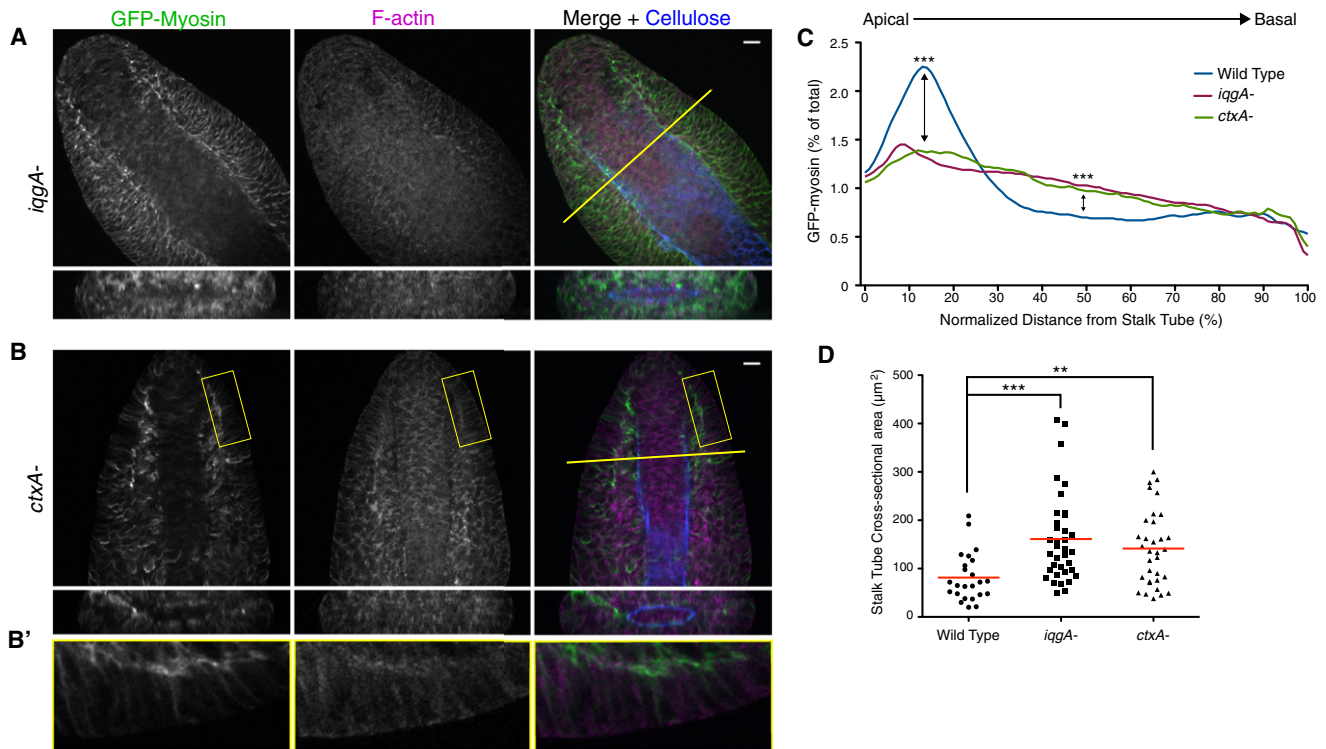 GFP-Myosin F-actin Merge + Cellulose
A
iqgA-
B
ctxA-
B'
C
Apical Basal
GFP-myosin (% of total)
2.5
2.0
1.5
1.0
0.5
0
0 10 20 30 40 50 60 70 80 90 100
Normalized Distance from Stalk Tube (%)
***
***
Wild Type
iqgA-
ctxA-
D
Stalk Tube Cross-sectional area (µm²)
500
400
300
200
100
0
**
***
Wild Type iqgA- ctxA-